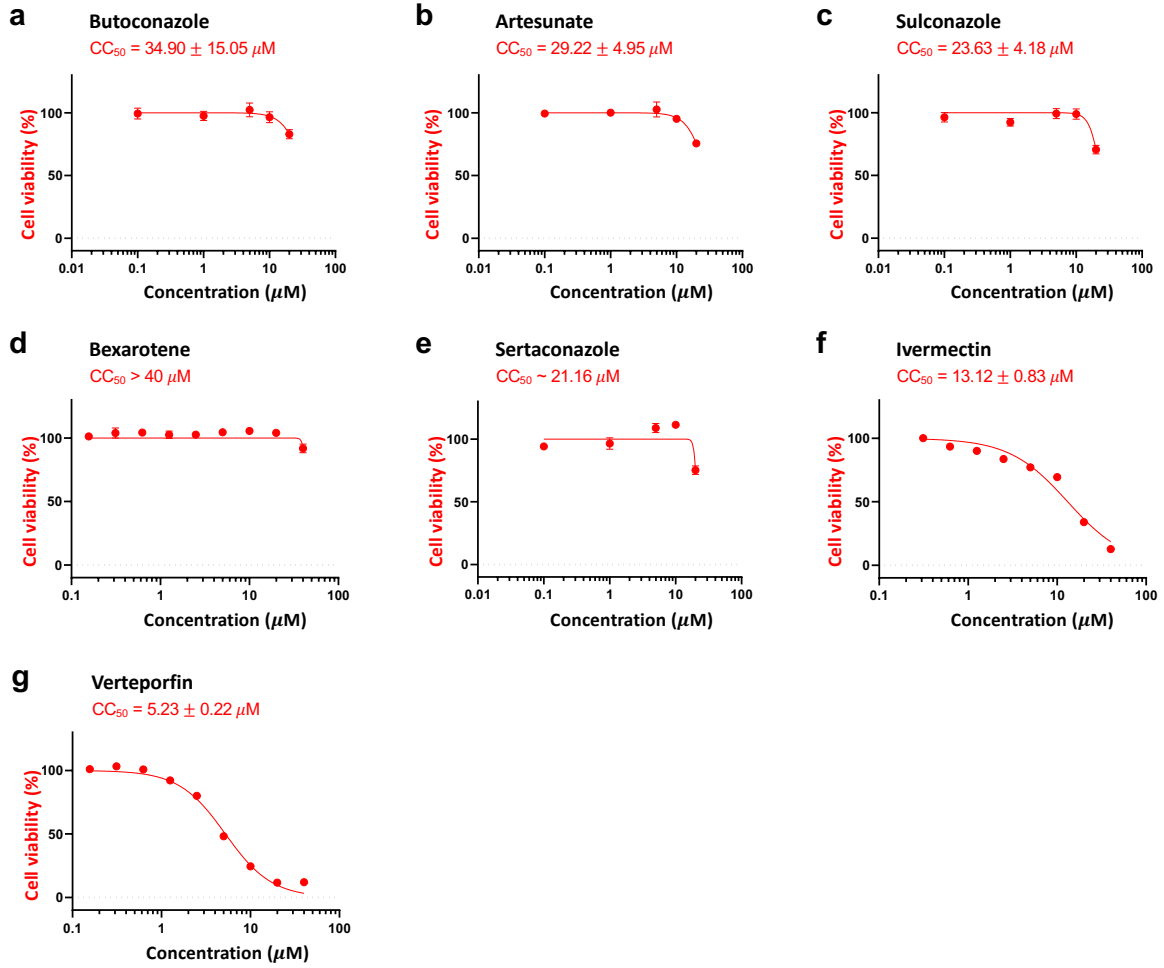 a
Butoconazole
CC50 = 34.90 ± 15.05 μM
Cell viability (%)
100
50
0
0.01 0.1 1 10 100
Concentration (μM)
b
Artesunate
CC50 = 29.22 ± 4.95 μM
Cell viability (%)
100
50
0
0.01 0.1 1 10 100
Concentration (μM)
c
Sulconazole
CC50 = 23.63 ± 4.18 μM
Cell viability (%)
100
50
0
0.01 0.1 1 10 100
Concentration (μM)
d
Bexarotene
CC50 > 40 μM
Cell viability (%)
100
50
0
0.1 1 10 100
Concentration (μM)
e
Sertaconazole
CC50 ~ 21.16 μM
Cell viability (%)
100
50
0
0.01 0.1 1 10 100
Concentration (μM)
f
Ivermectin
CC50 = 13.12 ± 0.83 μM
Cell viability (%)
100
50
0
0.1 1 10 100
Concentration (μM)
g
Verteporfin
CC50 = 5.23 ± 0.22 μM
Cell viability (%)
100
50
0
0.1 1 10 100
Concentration (μM)